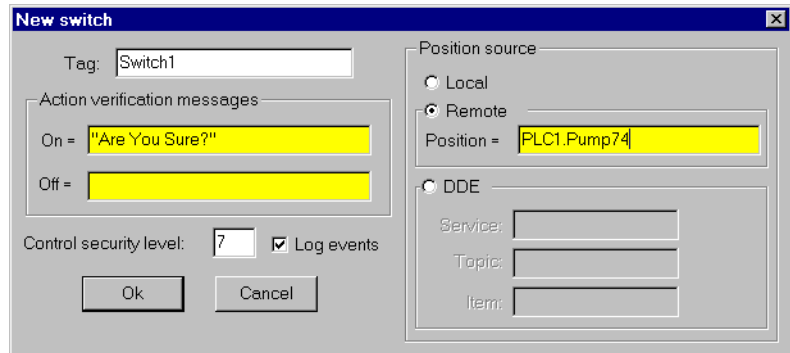 New switch
Tag: Switch1
Action verification messages
On = "Are You Sure?"
Off =
Control security level: 7 Log events
Ok Cancel
Position source
Local
Remote
Position = PLC1.Pump74
DDE
Service:
Topic:
Item: